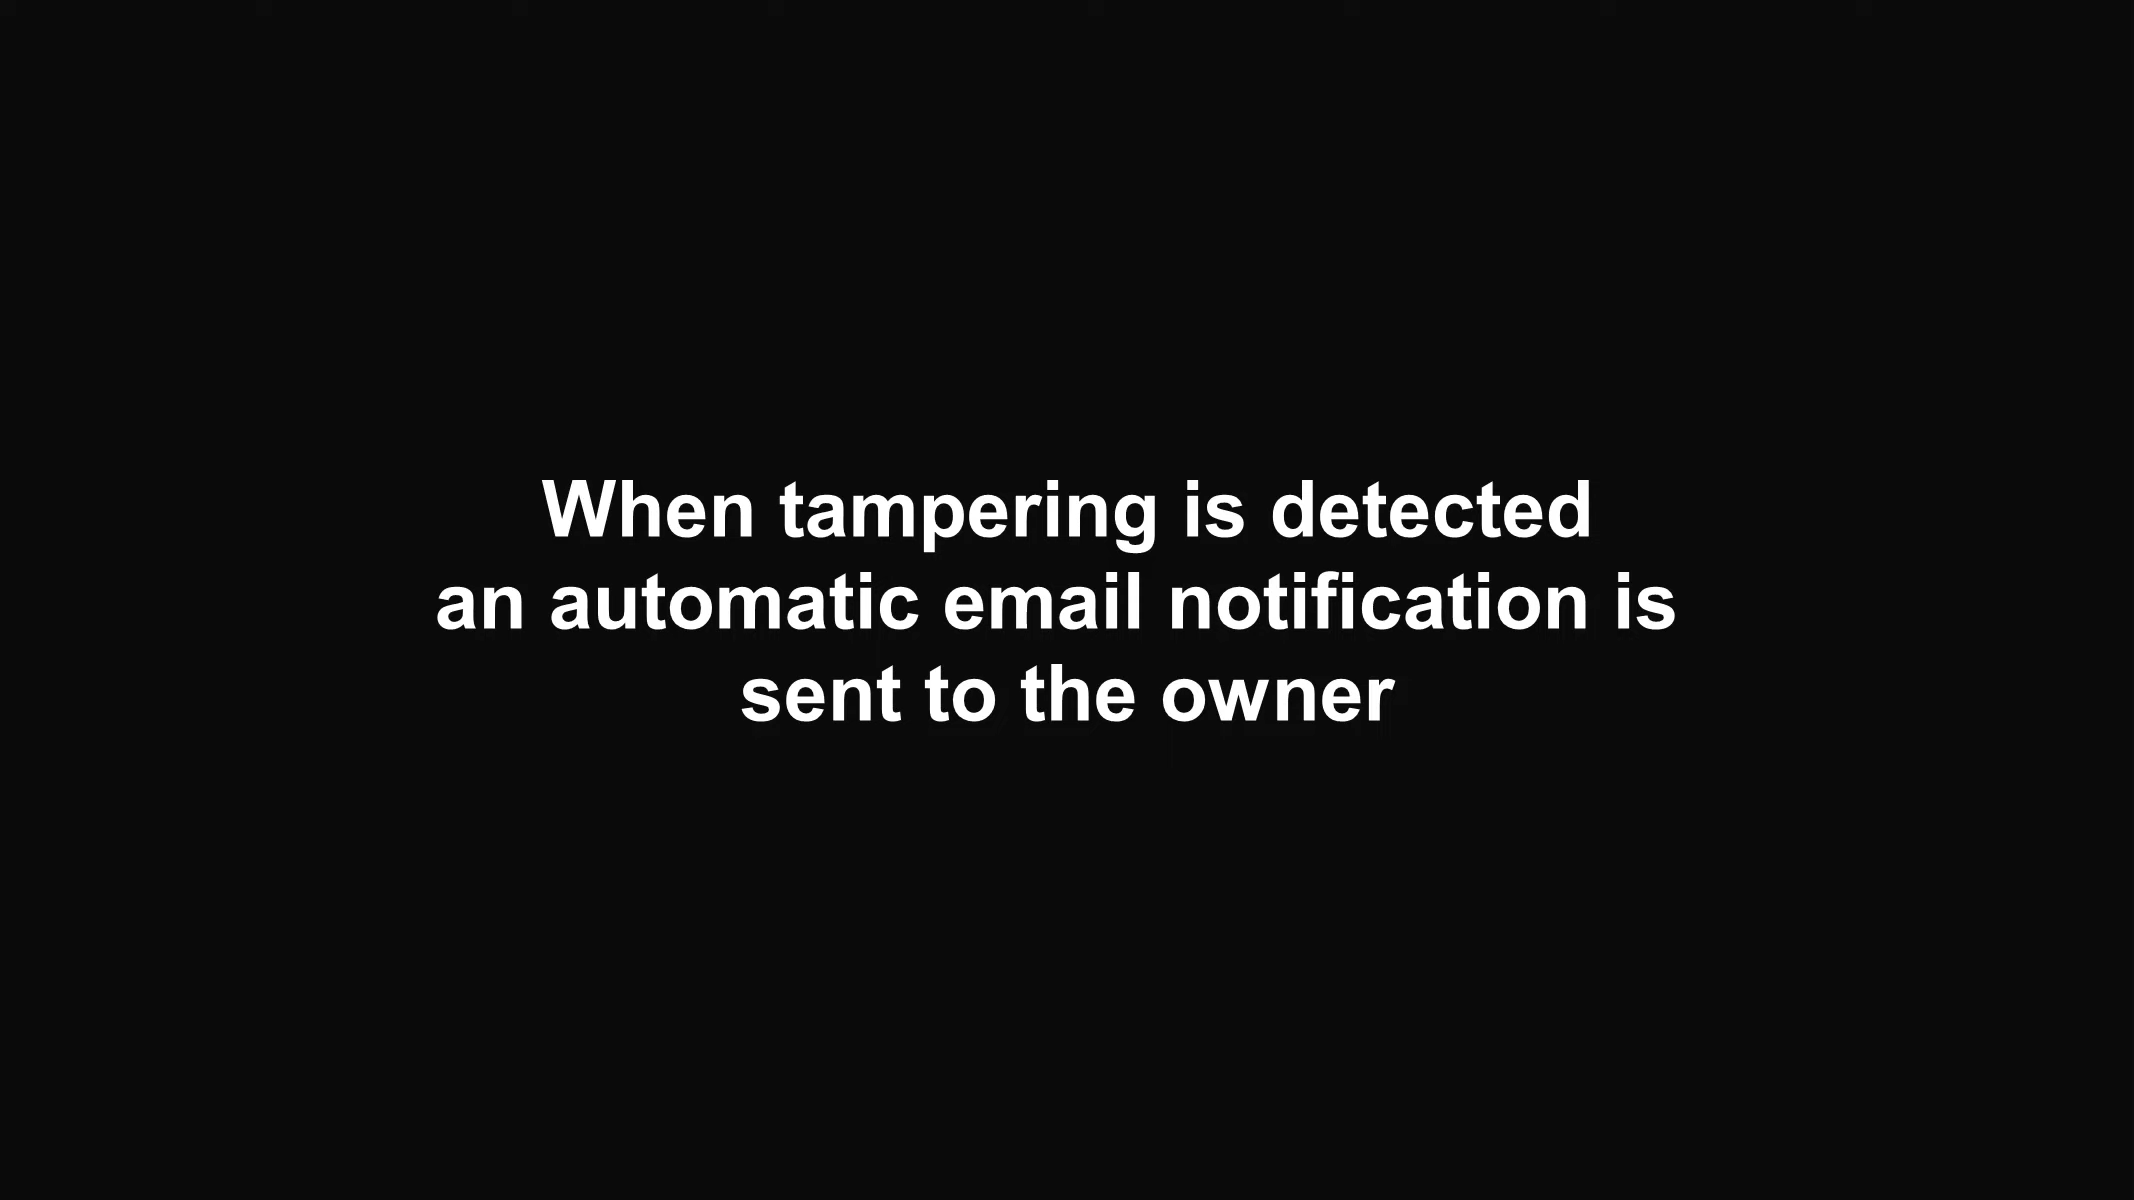 When tampering is detected
an automatic email notification is
sent to the owner